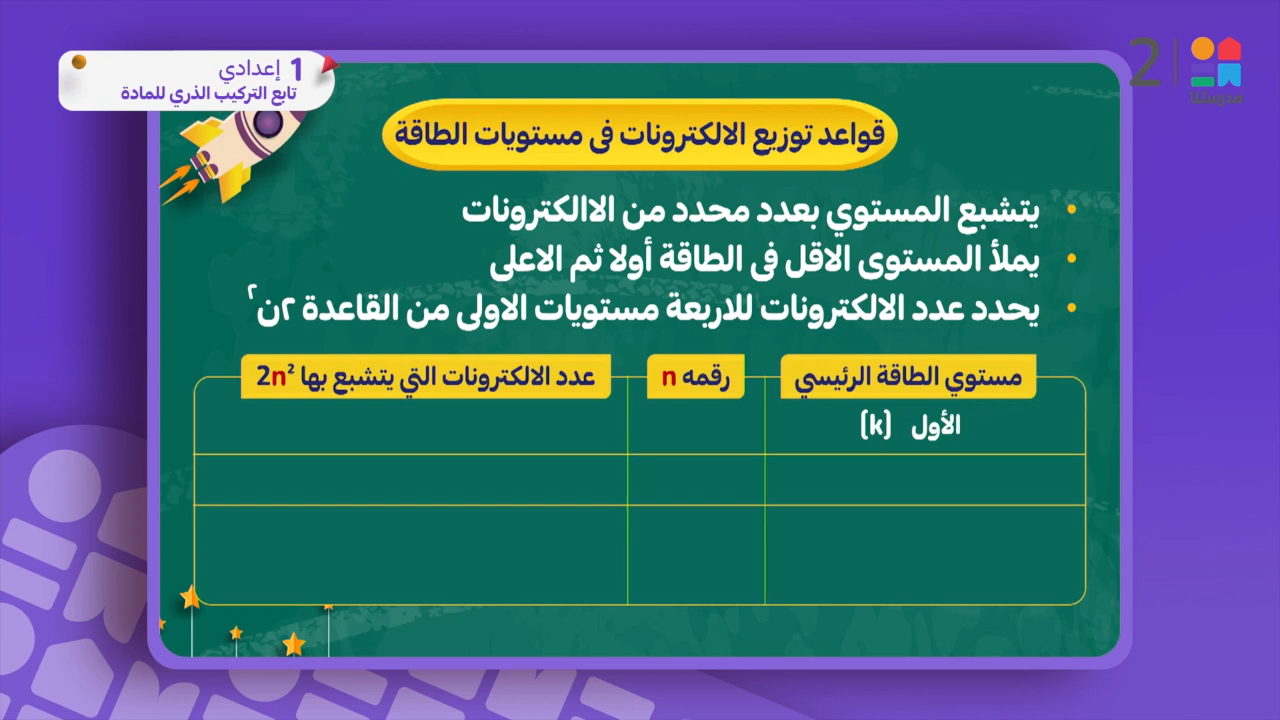 1 إعدادي
تابع التركيب الذري للمادة
2
مدرستنا
قواعد توزيع الالكترونات فى مستويات الطاقة
• يتشبع المستوي بعدد محدد من الاالكترونات
• يملأ المستوى الاقل فى الطاقة أولا ثم الاعلى
• يحدد عدد الالكترونات للاربعة مستويات الاولى من القاعدة ٢ن٢
مستوي الطاقة الرئيسي رقمه n عدد الالكترونات التي يتشبع بها 2n²
الأول (k)